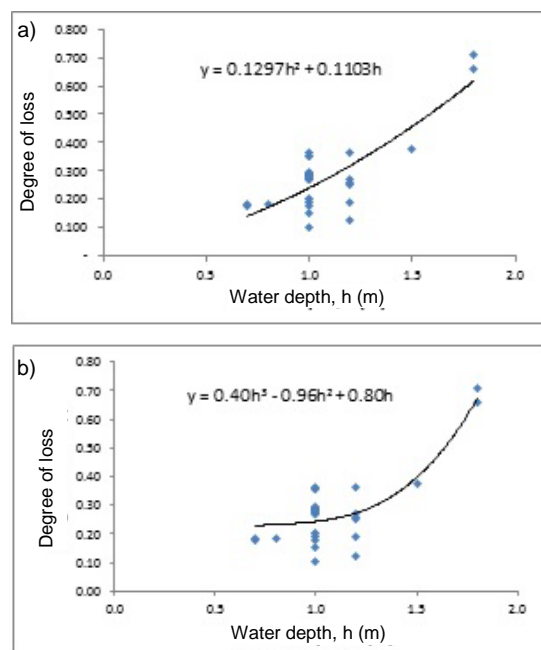 a)
0.800
0.700
0.600
0.500
0.400
0.300
0.200
0.100
-
Degree of loss
y = 0.1297h² + 0.1103h
0.0 0.5 1.0 1.5 2.0
Water depth, h (m)
b)
0.80
0.70
0.60
0.50
0.40
0.30
0.20
0.10
0.00
Degree of loss
y = 0.40h³ - 0.96h² + 0.80h
0.0 0.5 1.0 1.5 2.0
Water depth, h (m)